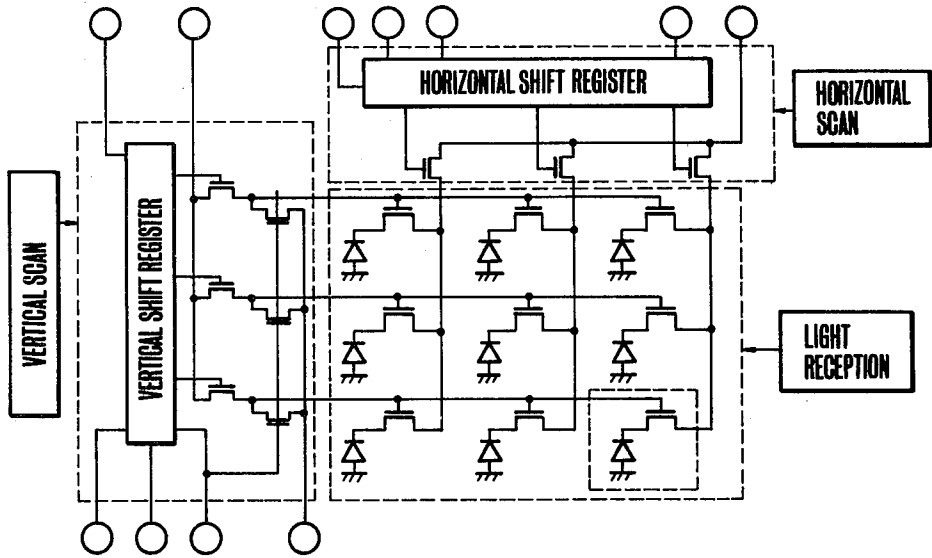 HORIZONTAL SHIFT REGISTER
HORIZONTAL
SCAN
VERTICAL SCAN
VERTICAL SHIFT REGISTER
LIGHT
RECEPTION